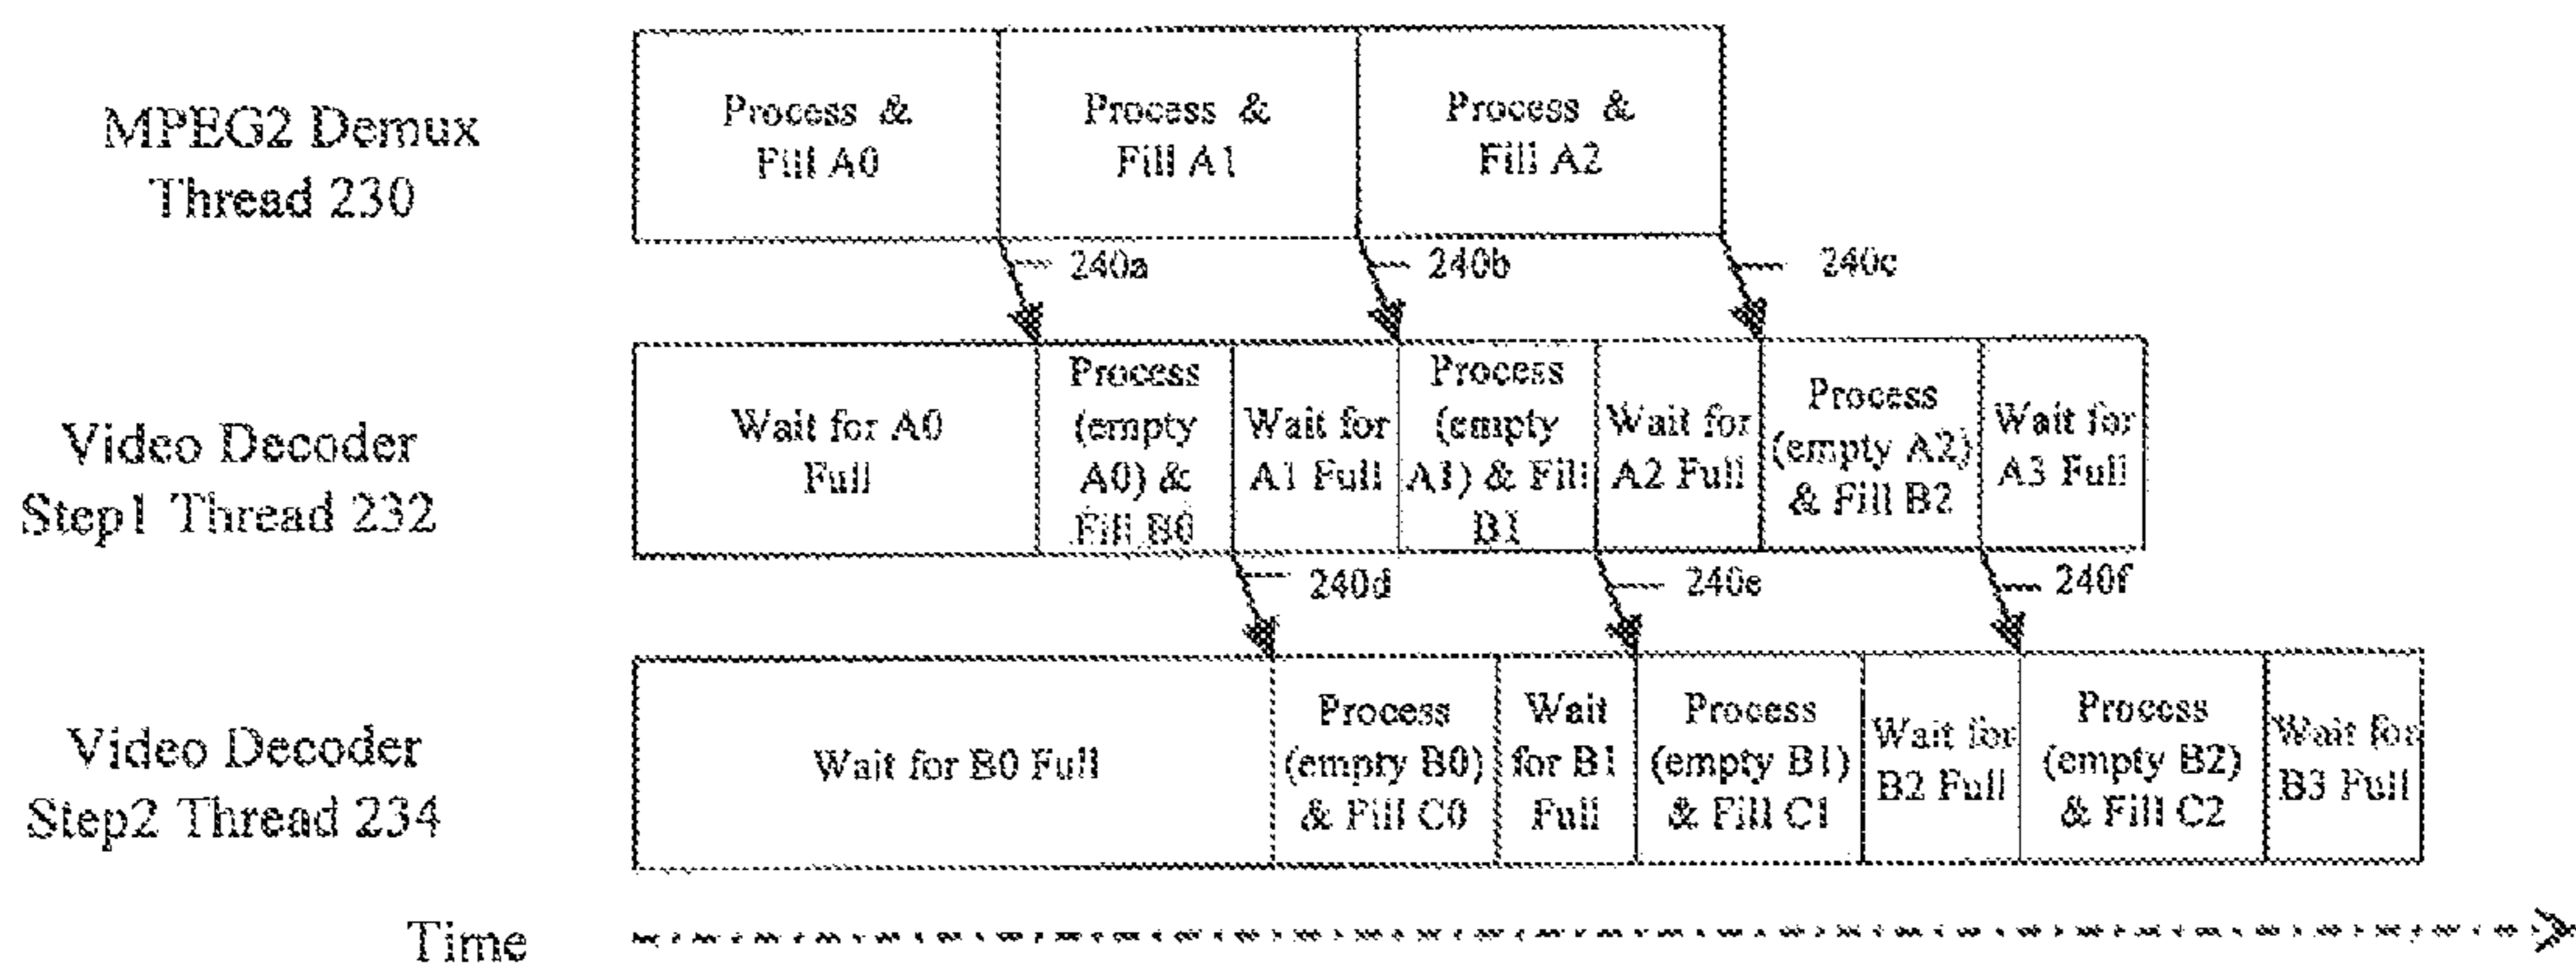 MPEG2 Demux
Thread 230
Process &
Fill A0
Process &
Fill A1
Process &
Fill A2
240a
240b
240c
Video Decoder
Step1 Thread 232
Wait for A0
Full
Process
(empty
A0) &
Fill B0
Wait for
A1 Full
Process
(empty
A1) & Fill
B1
Wait for
A2 Full
Process
(empty A2)
& Fill B2
Wait for
A3 Full
240d
240e
240f
Video Decoder
Step2 Thread 234
Wait for B0 Full
Process
(empty B0)
& Fill C0
Wait
for B1
Full
Process
(empty B1)
& Fill C1
Wait for
B2 Full
Process
(empty B2)
& Fill C2
Wait for
B3 Full
Time